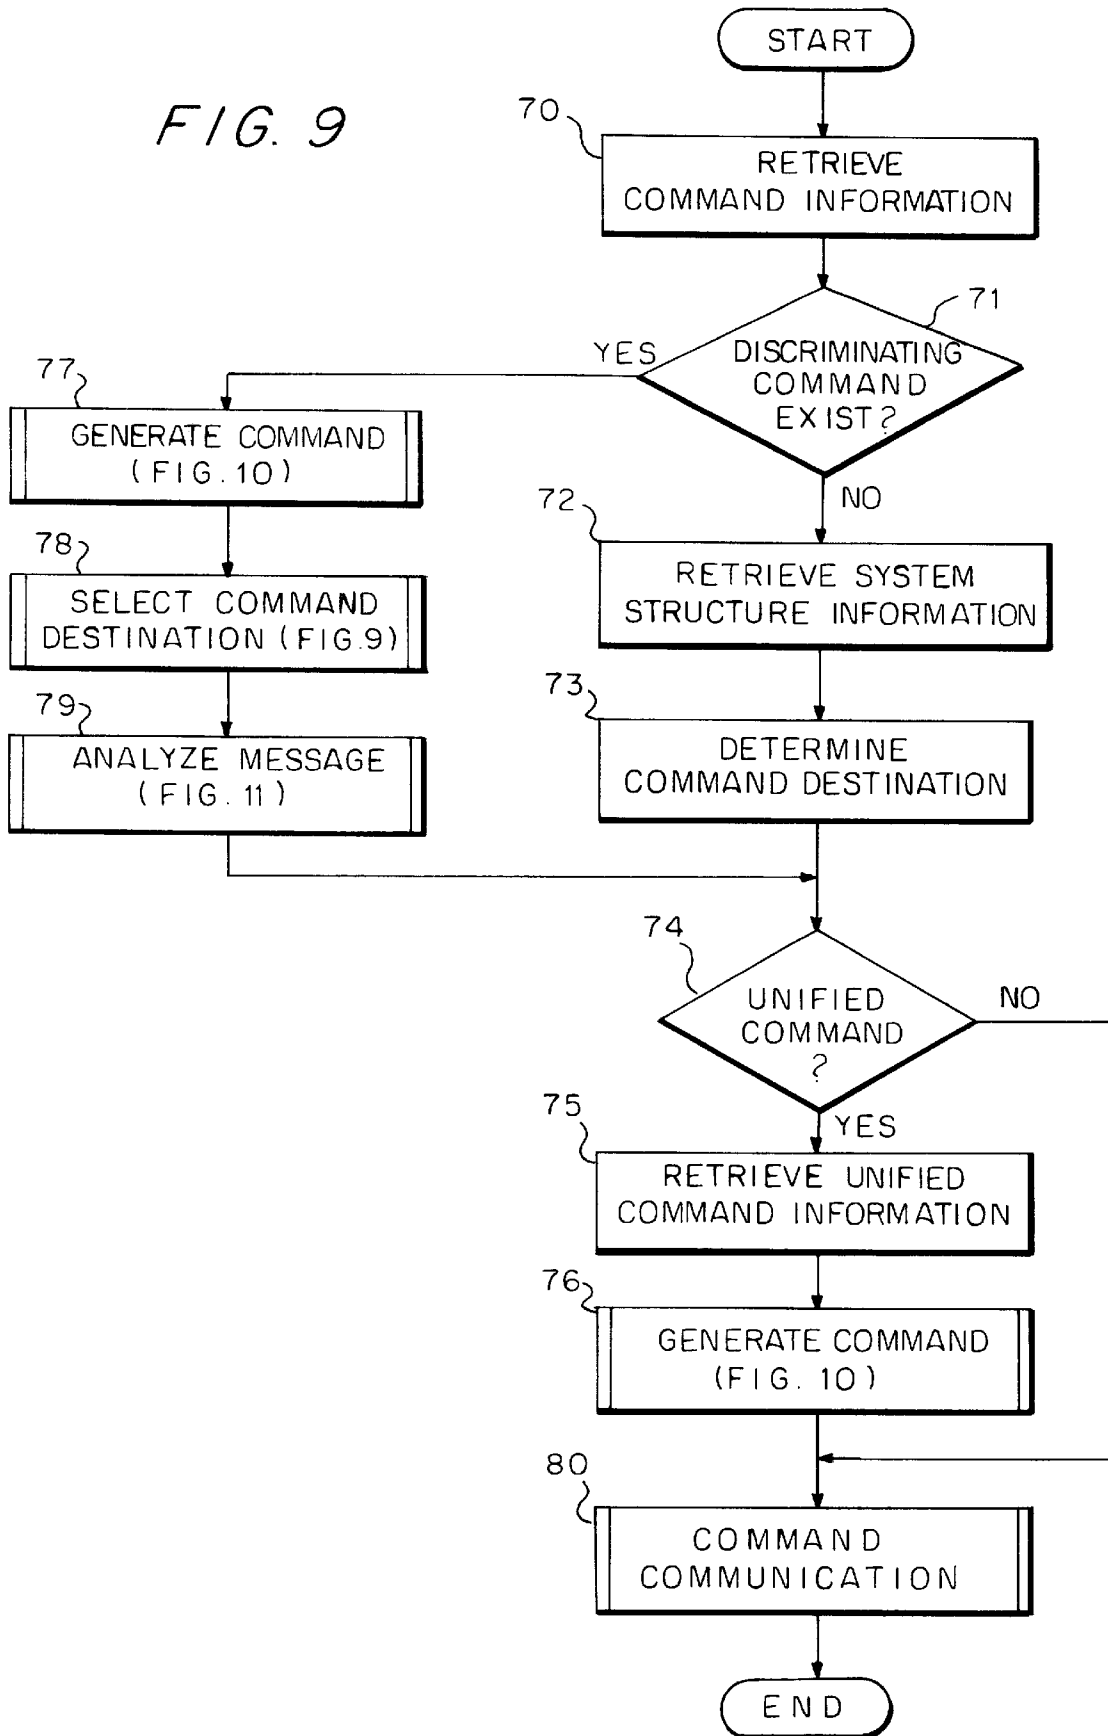 START
FIG. 9
70
RETRIEVE
COMMAND INFORMATION
71
DISCRIMINATING
COMMAND
EXIST?
YES
77
GENERATE COMMAND
(FIG. 10)
NO
72
RETRIEVE SYSTEM
STRUCTURE INFORMATION
78
SELECT COMMAND
DESTINATION (FIG.9)
73
DETERMINE
COMMAND DESTINATION
79
ANALYZE MESSAGE
(FIG. 11)
74
UNIFIED
COMMAND
?
NO
YES
75
RETRIEVE UNIFIED
COMMAND INFORMATION
76
GENERATE COMMAND
(FIG. 10)
80
COMMAND
COMMUNICATION
END